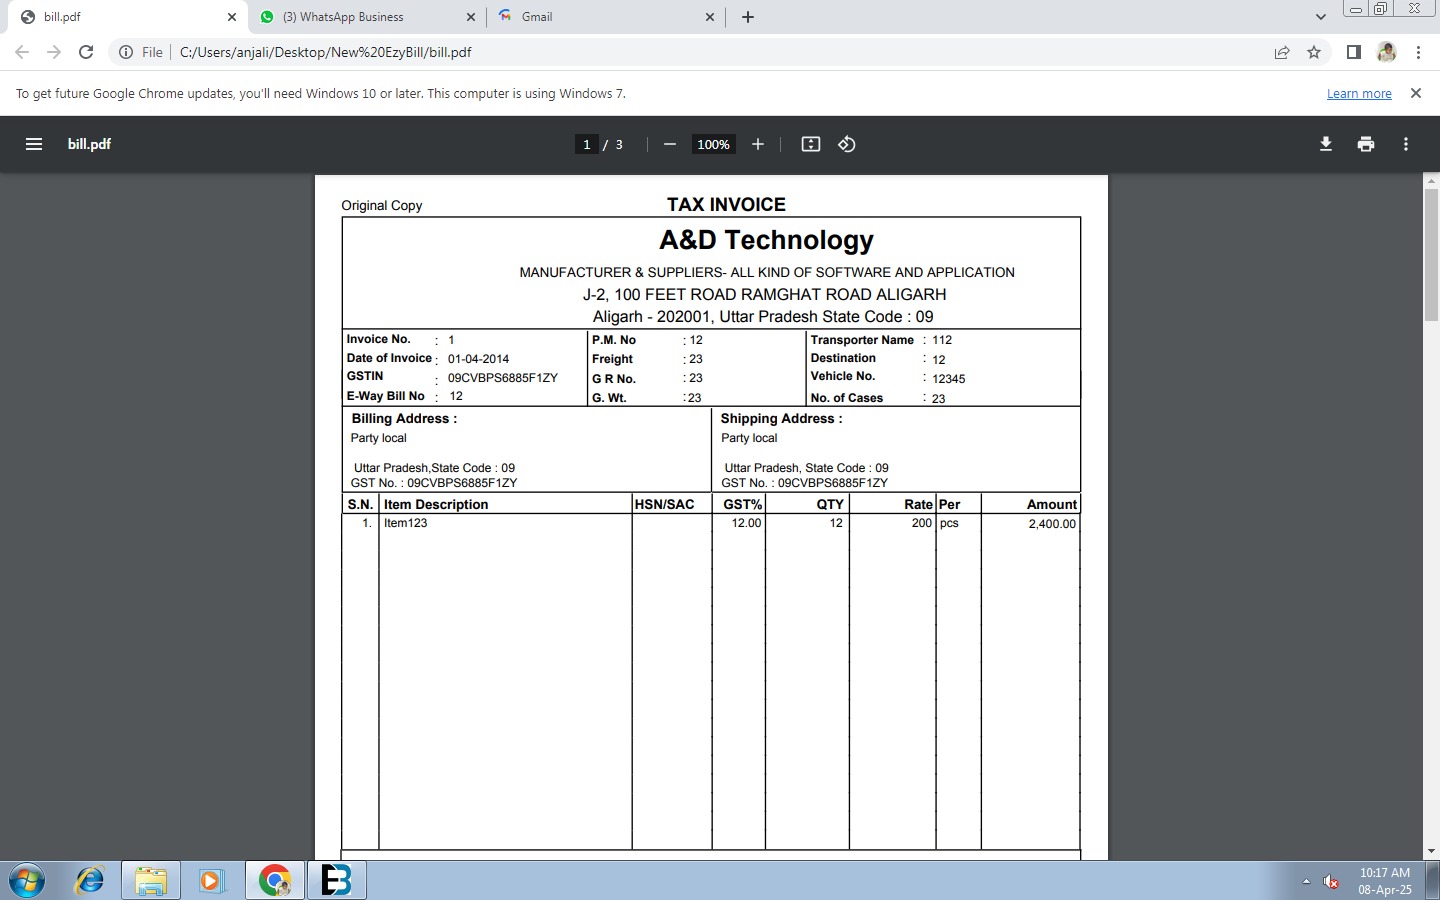 bill.pdf (3) WhatsApp Business Gmail
File C:/Users/anjali/Desktop/New%20EzyBill/bill.pdf
To get future Google Chrome updates, you'll need Windows 10 or later. This computer is using Windows 7. Learn more
bill.pdf 1 / 3 100%
Original Copy TAX INVOICE
A&D Technology
MANUFACTURER & SUPPLIERS- ALL KIND OF SOFTWARE AND APPLICATION
J-2, 100 FEET ROAD RAMGHAT ROAD ALIGARH
Aligarh - 202001, Uttar Pradesh State Code : 09
Invoice No. : 1 P.M. No : 12 Transporter Name : 112
Date of Invoice : 01-04-2014 Freight : 23 Destination : 12
GSTIN : 09CVBPS6885F1ZY G R No. : 23 Vehicle No. : 12345
E-Way Bill No : 12 G. Wt. :23 No. of Cases : 23
Billing Address : Shipping Address :
Party local Party local
Uttar Pradesh,State Code : 09 Uttar Pradesh, State Code : 09
GST No. : 09CVBPS6885F1ZY GST No. : 09CVBPS6885F1ZY
S.N. Item Description HSN/SAC GST% QTY Rate Per Amount
1. Item123 12.00 12 200 pcs 2,400.00
10:17 AM
08-Apr-25